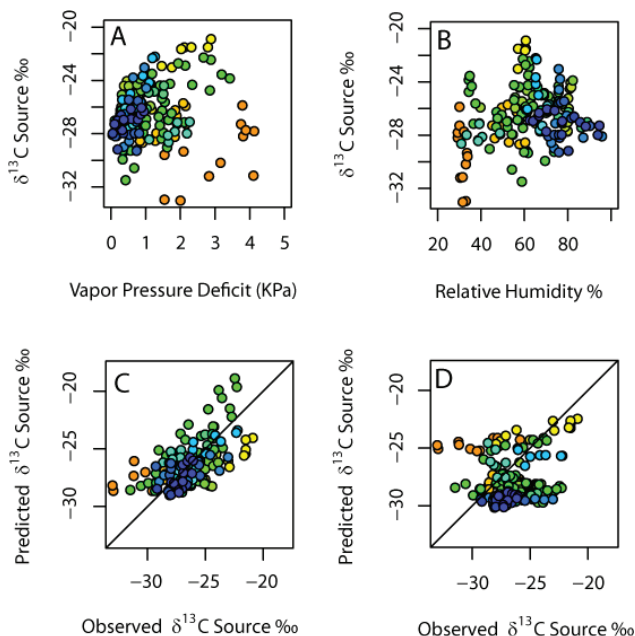 A
δ13C Source ‰
−20
−24
−28
−32
0 1 2 3 4 5
Vapor Pressure Deficit (KPa)
B
δ13C Source ‰
−20
−24
−28
−32
20 40 60 80
Relative Humidity %
C
Predicted δ13C Source ‰
−20
−25
−30
−30 −25 −20
Observed δ13C Source ‰
D
Predicted δ13C Source ‰
−20
−25
−30
−30 −25 −20
Observed δ13C Source ‰